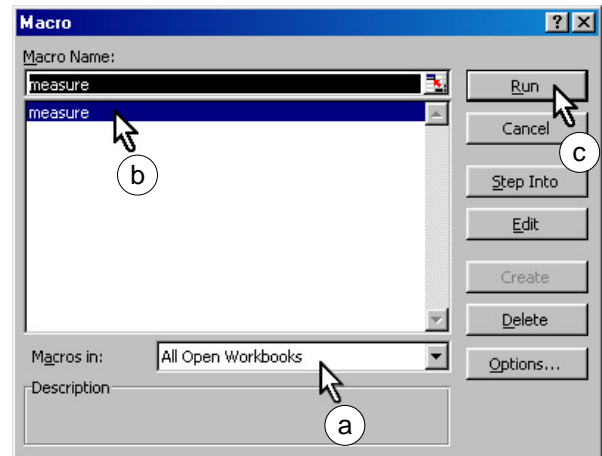 Macro
Macro Name:
measure
measure
Run
Cancel
Step Into
Edit
Create
Delete
Options...
Macros in:
All Open Workbooks
Description
a
b
c